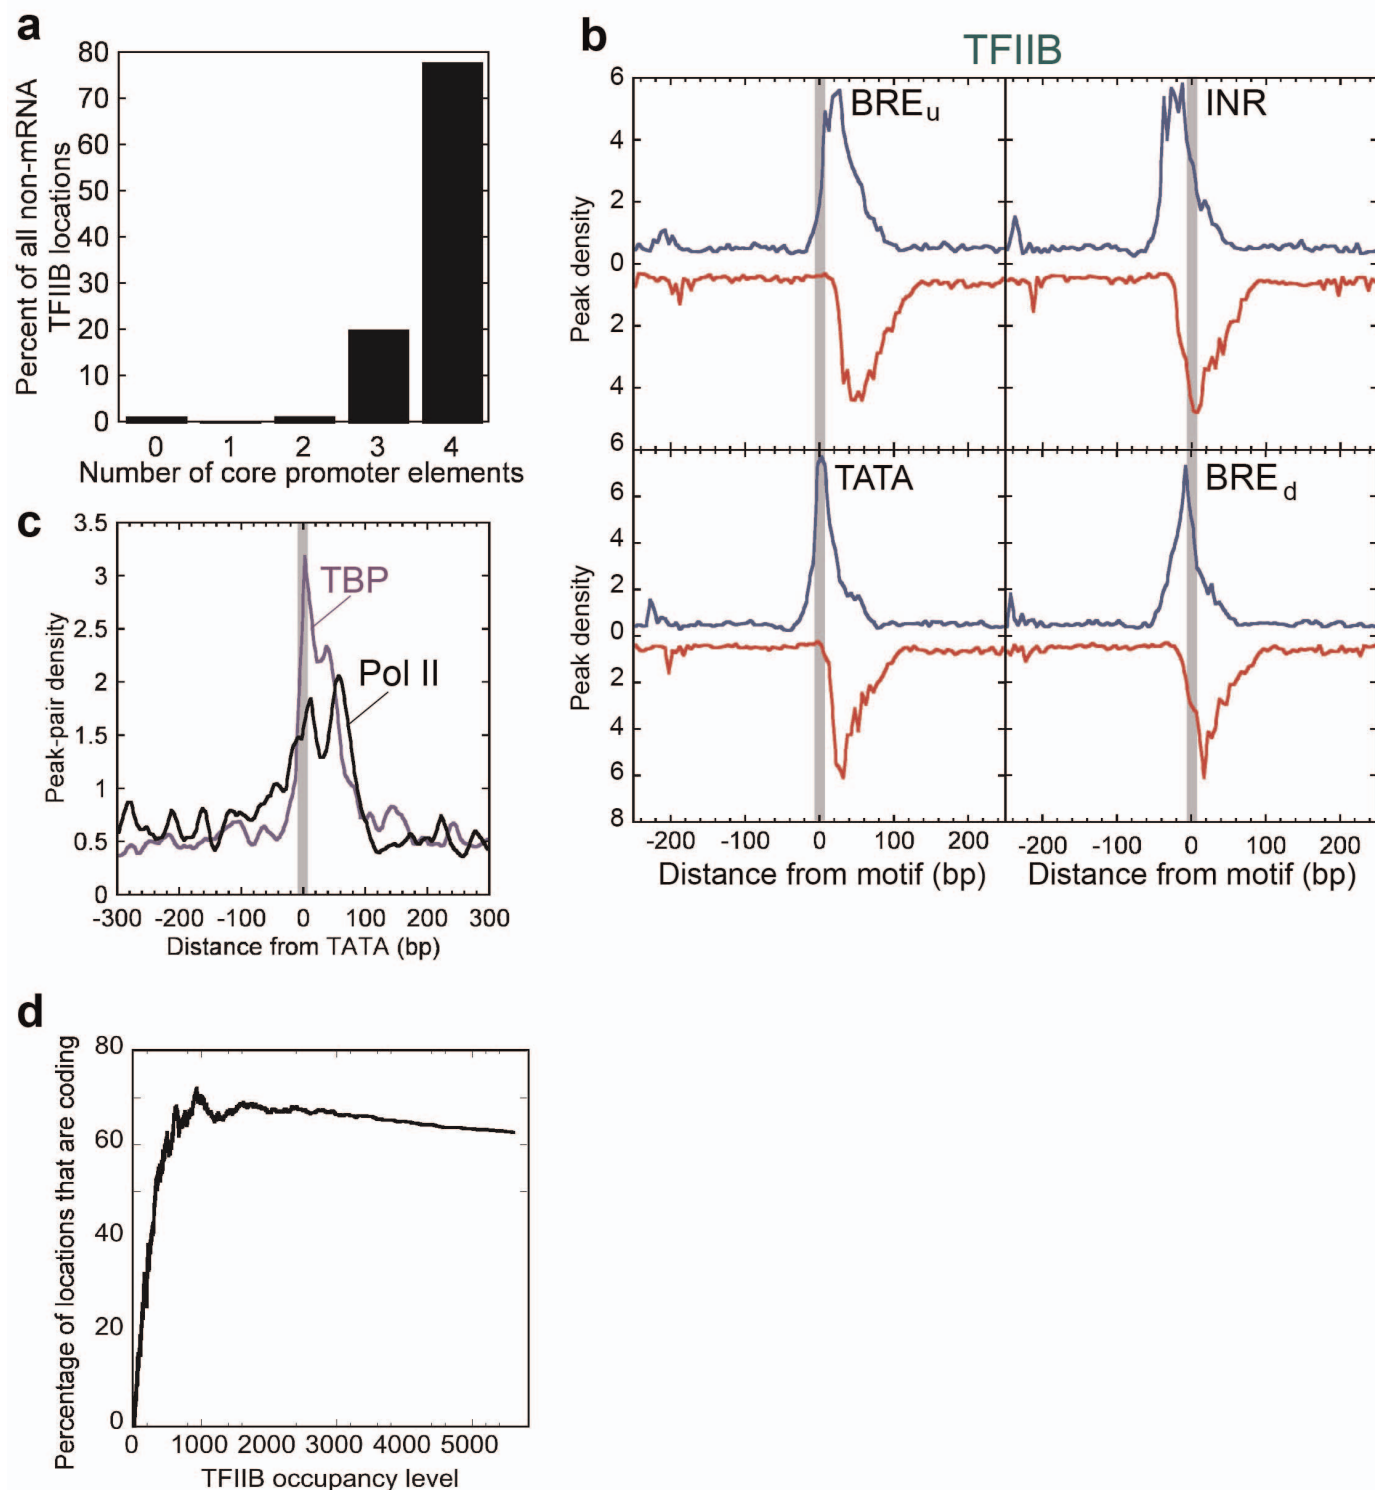 a
Percent of all non-mRNA
TFIIB locations
80
70
60
50
40
30
20
10
0
0 1 2 3 4
Number of core promoter elements
b
TFIIB
BREu
INR
Peak density
6
4
2
0
2
4
6
TATA
BREd
Peak density
6
4
2
0
2
4
6
8
-200 -100 0 100 200
-200 -100 0 100 200
Distance from motif (bp)
Distance from motif (bp)
c
Peak-pair density
3.5
3
2.5
2
1.5
1
0.5
0
TBP
Pol II
-300 -200 -100 0 100 200 300
Distance from TATA (bp)
d
Percentage of locations that are coding
80
60
40
20
0
0 1000 2000 3000 4000 5000
TFIIB occupancy level